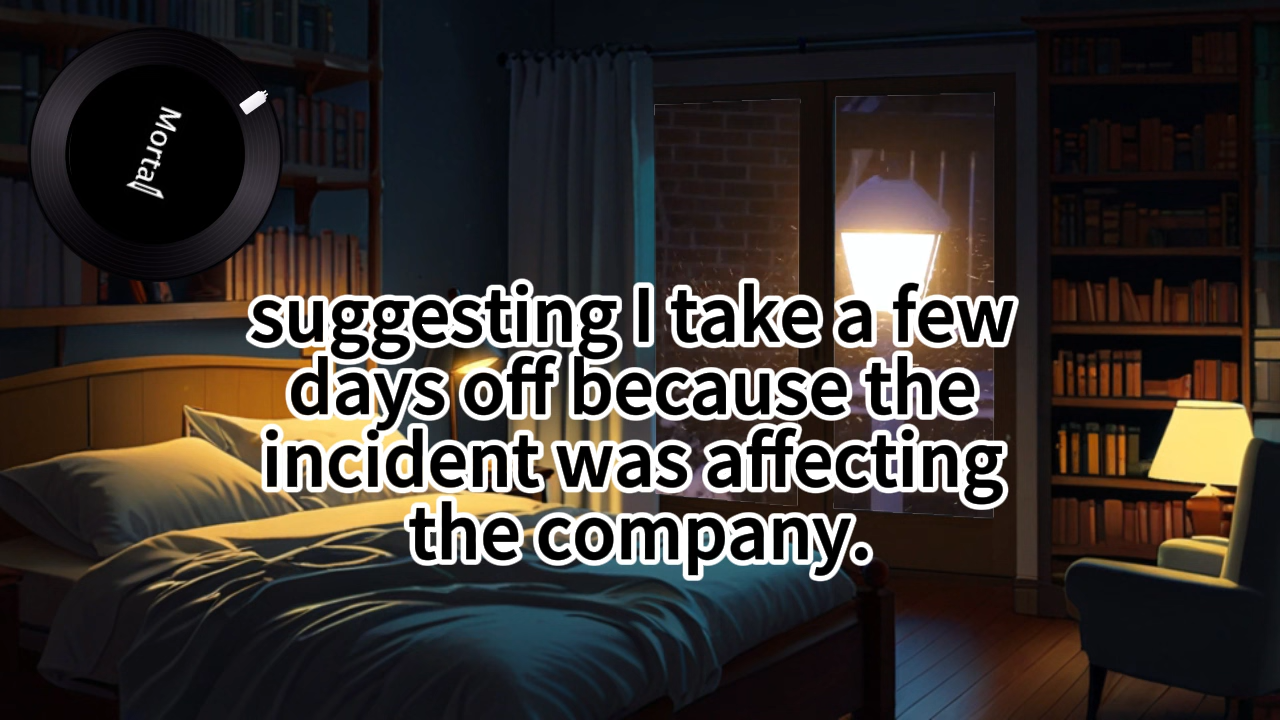 Mortal
suggesting I take a few
days off because the
incident was affecting
the company.